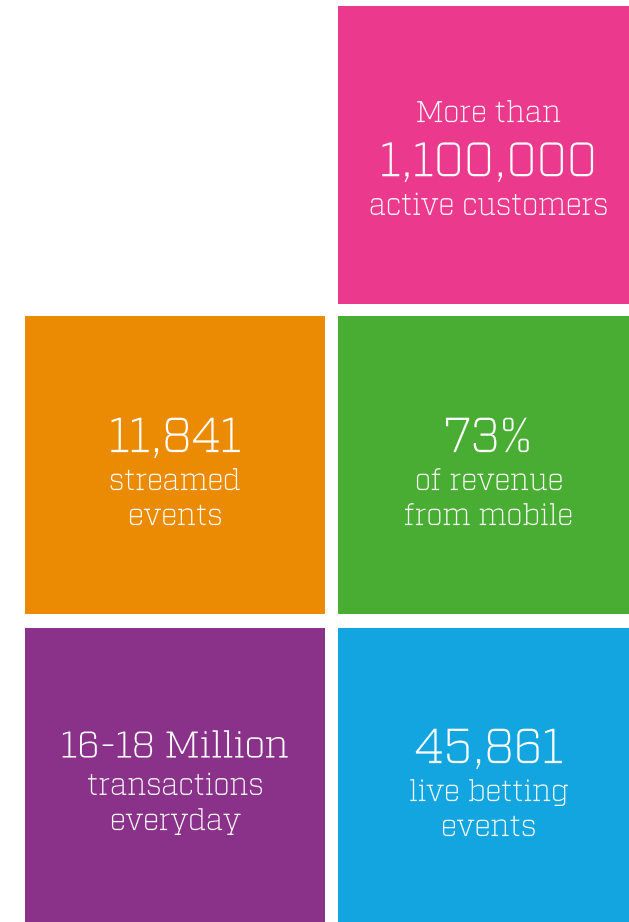 More than
1,100,000
active customers
11,841
streamed
events
73%
of revenue
from mobile
16-18 Million
transactions
everyday
45,861
live betting
events